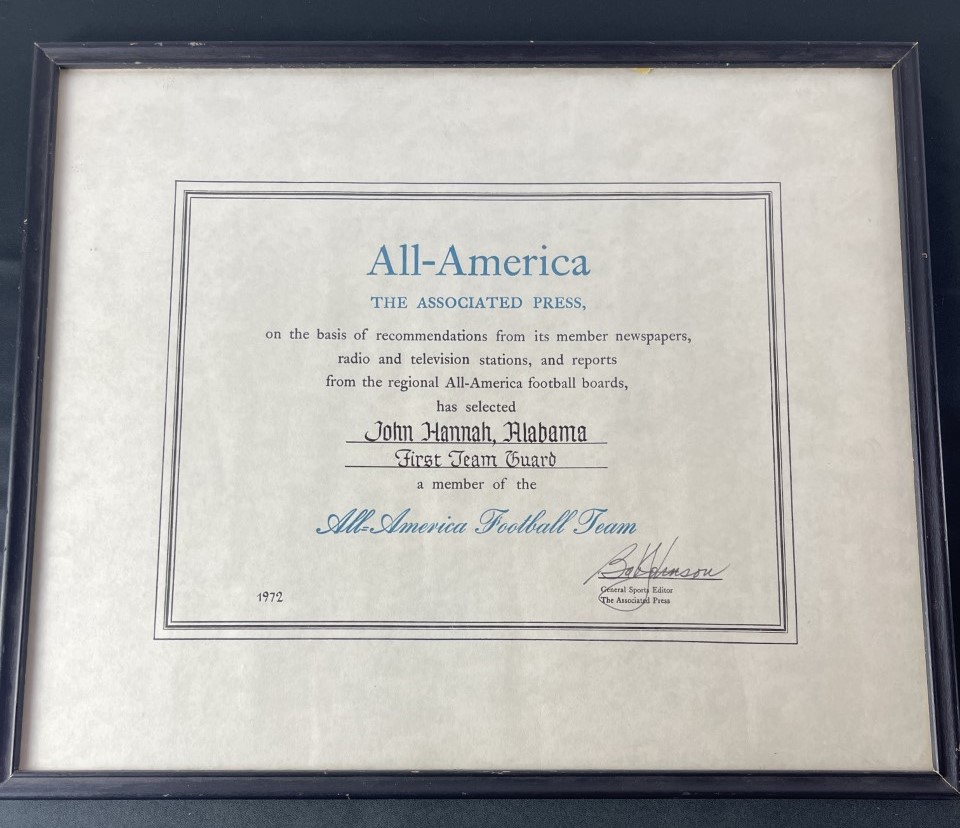 All-America
THE ASSOCIATED PRESS,
on the basis of recommendations from its member newspapers,
radio and television stations, and reports
from the regional All-America football boards,
has selected
John Hannah, Alabama
First Team Guard
a member of the
All-America Football Team
Bob Johnson
General Sports Editor
The Associated Press
1972